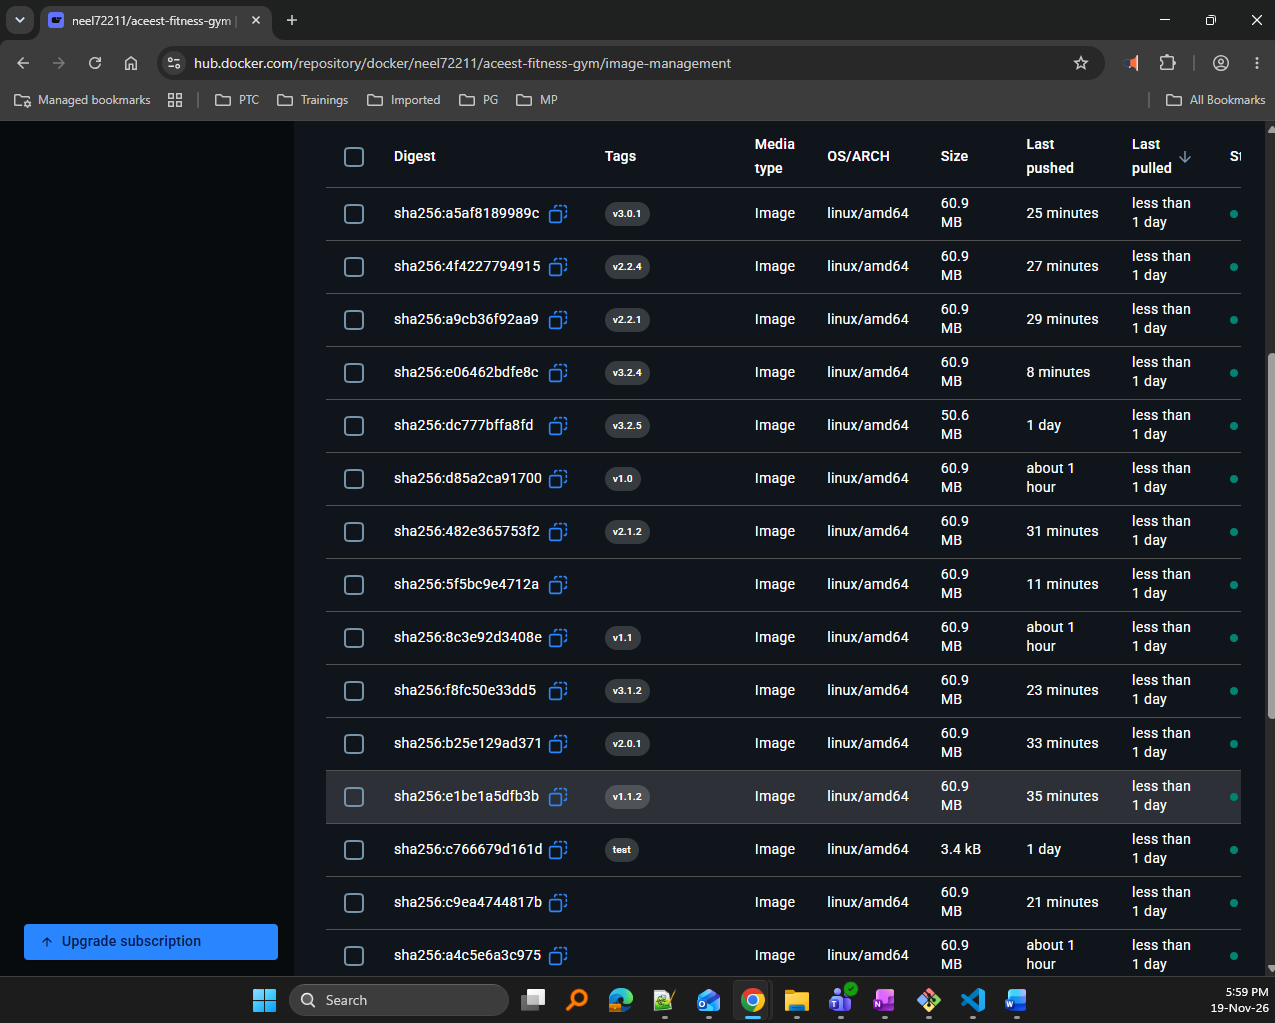 neel72211/aceest-fitness-gym
hub.docker.com/repository/docker/neel72211/aceest-fitness-gym/image-management
Managed bookmarks PTC Trainings Imported PG MP All Bookmarks
Digest Tags Media type OS/ARCH Size Last pushed Last pulled St
sha256:a5af8189989c v3.0.1 Image linux/amd64 60.9 MB 25 minutes less than 1 day
sha256:4f4227794915 v2.2.4 Image linux/amd64 60.9 MB 27 minutes less than 1 day
sha256:a9cb36f92aa9 v2.2.1 Image linux/amd64 60.9 MB 29 minutes less than 1 day
sha256:e06462bdfe8c v3.2.4 Image linux/amd64 60.9 MB 8 minutes less than 1 day
sha256:dc777bffa8fd v3.2.5 Image linux/amd64 50.6 MB 1 day less than 1 day
sha256:d85a2ca91700 v1.0 Image linux/amd64 60.9 MB about 1 hour less than 1 day
sha256:482e365753f2 v2.1.2 Image linux/amd64 60.9 MB 31 minutes less than 1 day
sha256:5f5bc9e4712a Image linux/amd64 60.9 MB 11 minutes less than 1 day
sha256:8c3e92d3408e v1.1 Image linux/amd64 60.9 MB about 1 hour less than 1 day
sha256:f8fc50e33dd5 v3.1.2 Image linux/amd64 60.9 MB 23 minutes less than 1 day
sha256:b25e129ad371 v2.0.1 Image linux/amd64 60.9 MB 33 minutes less than 1 day
sha256:e1be1a5dfb3b v1.1.2 Image linux/amd64 60.9 MB 35 minutes less than 1 day
sha256:c766679d161d test Image linux/amd64 3.4 kB 1 day less than 1 day
sha256:c9ea4744817b Image linux/amd64 60.9 MB 21 minutes less than 1 day
sha256:a4c5e6a3c975 Image linux/amd64 60.9 MB about 1 hour less than 1 day
Upgrade subscription
Search
5:59 PM
19-Nov-26